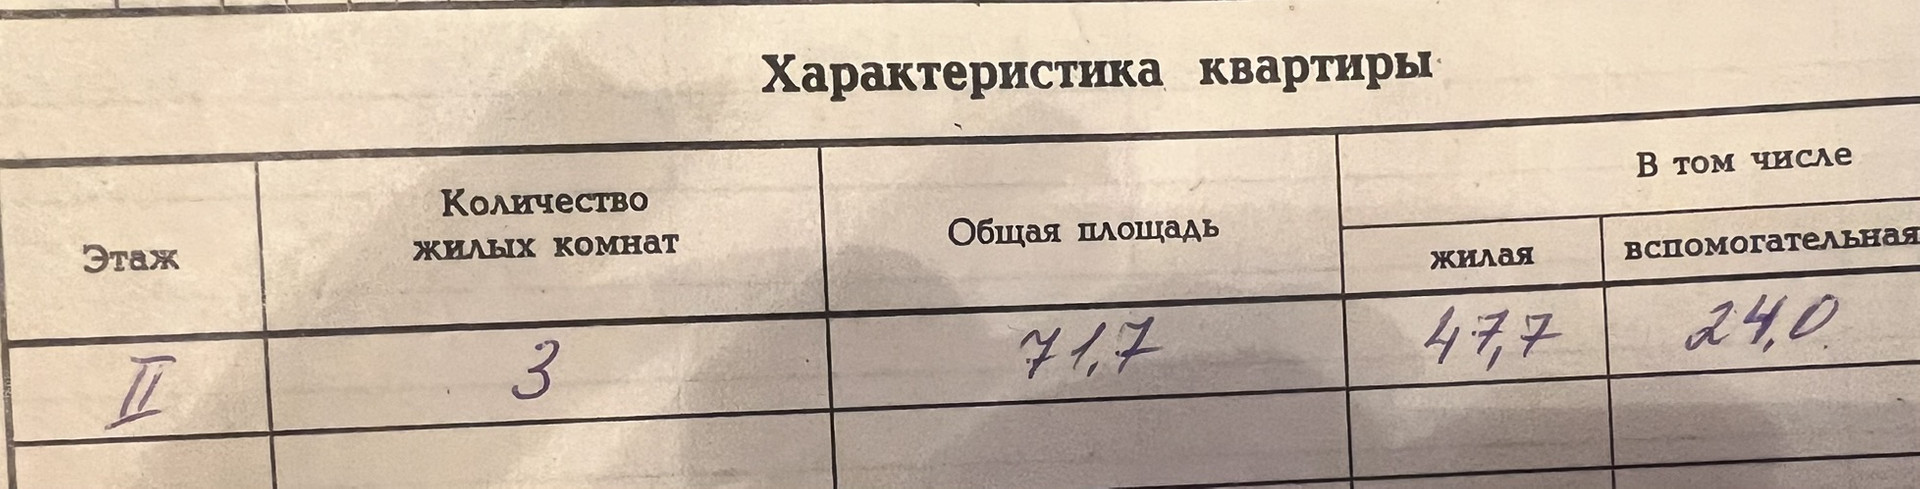 Характеристика квартиры
Этаж
Количество
жилых комнат
Общая площадь
В том числе
жилая
вспомогательная
II
3
71,7
47,7
24,0